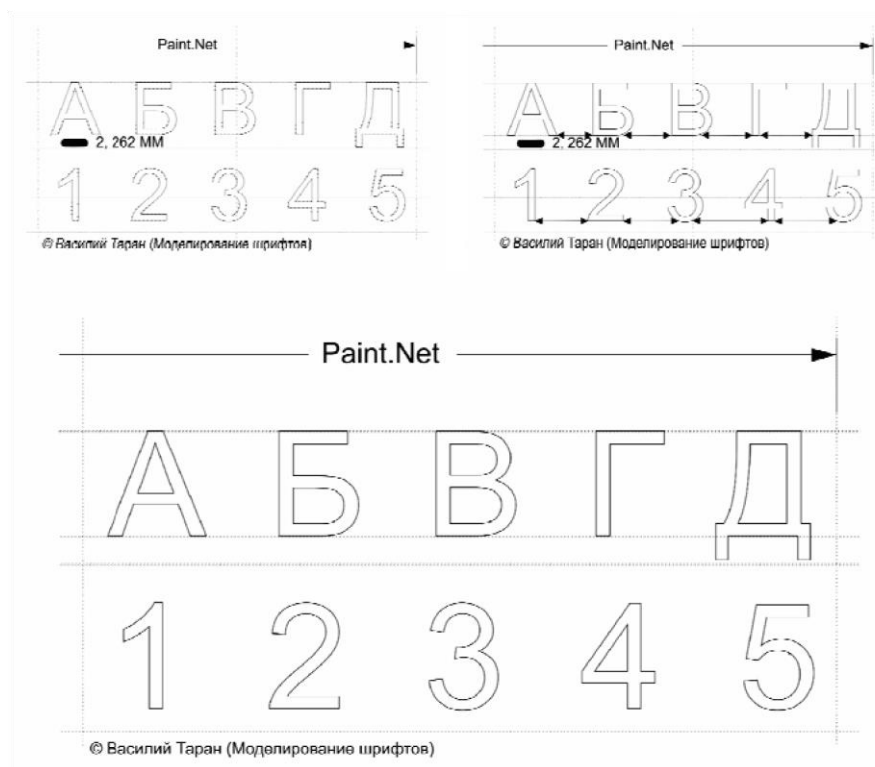 Paint.Net
А Б В Г Д
2, 262 ММ
1 2 3 4 5
© Василий Таран (Моделирование шрифтов)
Paint.Net
А Б В Г Д
2, 262 ММ
1 2 3 4 5
© Василий Таран (Моделирование шрифтов)
Paint.Net
А Б В Г Д
1 2 3 4 5
© Василий Таран (Моделирование шрифтов)